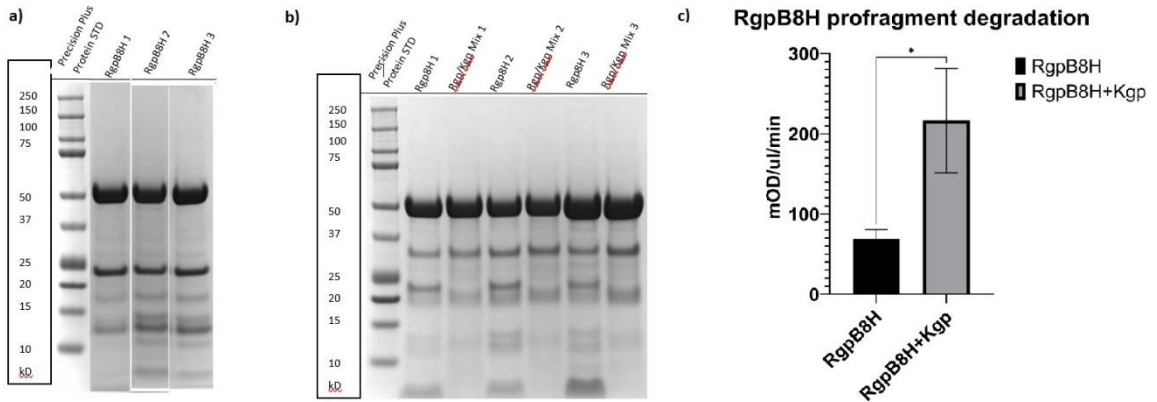 a)
Precision Plus
Protein STD
RgpB8H 1
RgpB8H 2
RgpB8H 3
250
150
100
75
50
37
25
20
15
10
kD
b)
Precision Plus
Protein STD
Rgp8H 1
Rgp/Kgp Mix 1
Rgp8H 2
Rgp/Kgp Mix 2
Rgp8H 3
Rgp/Kgp Mix 3
250
150
100
75
50
37
25
20
15
10
kD
c)
RgpB8H profragment degradation
300
200
100
0
mOD/ul/min
*
RgpB8H
RgpB8H+Kgp
RgpB8H
RgpB8H+Kgp